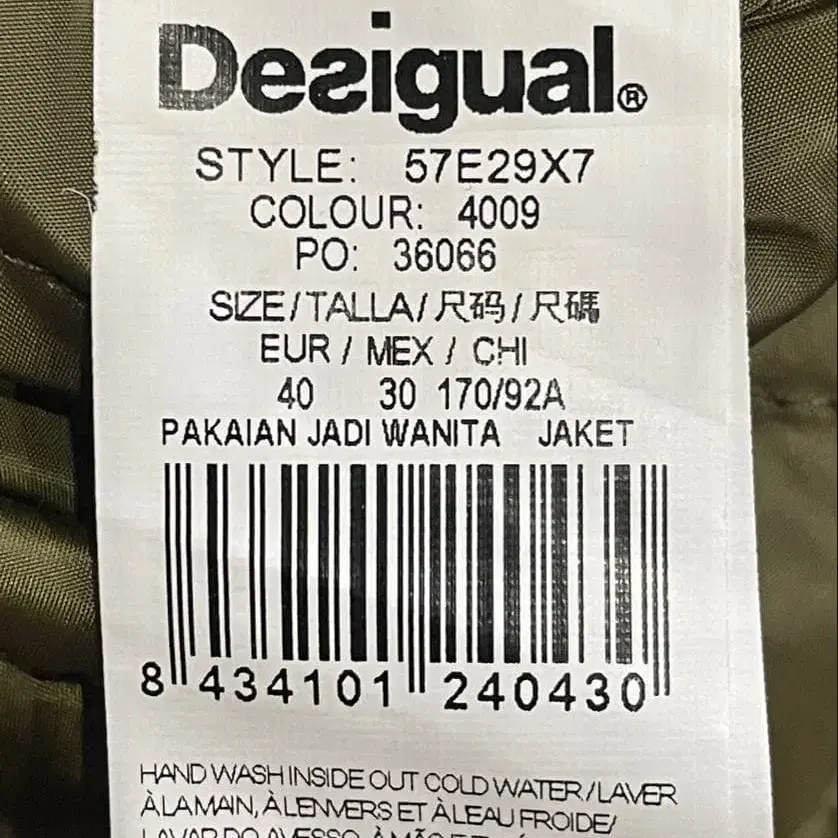 Desigual®
STYLE: 57E29X7
COLOUR: 4009
PO: 36066
SIZE/TALLA/尺码/尺碼
EUR / MEX / CHI
40 30 170/92A
PAKAIAN JADI WANITA JAKET
8 434101 240430
HAND WASH INSIDE OUT COLD WATER/LAVER
À LA MAIN, À LENVERS ET À LEAU FROIDE/